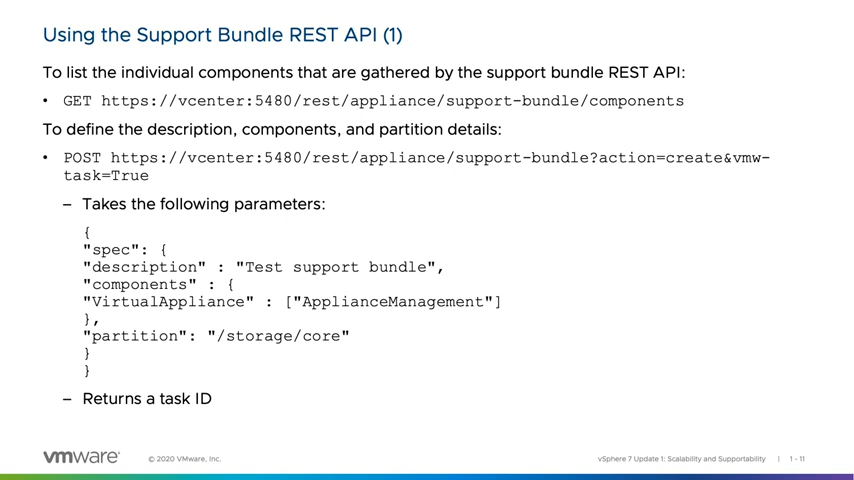 Using the Support Bundle REST API (1)
To list the individual components that are gathered by the support bundle REST API:
• GET https://vcenter:5480/rest/appliance/support-bundle/components
To define the description, components, and partition details:
• POST https://vcenter:5480/rest/appliance/support-bundle?action=create&vmw-
task=True
– Takes the following parameters:
{
"spec": {
"description" : "Test support bundle",
"components" : {
"VirtualAppliance" : ["ApplianceManagement"]
},
"partition": "/storage/core"
}
}
– Returns a task ID
vmware® © 2020 VMware, Inc. vSphere 7 Update 1: Scalability and Supportability | 1 - 11